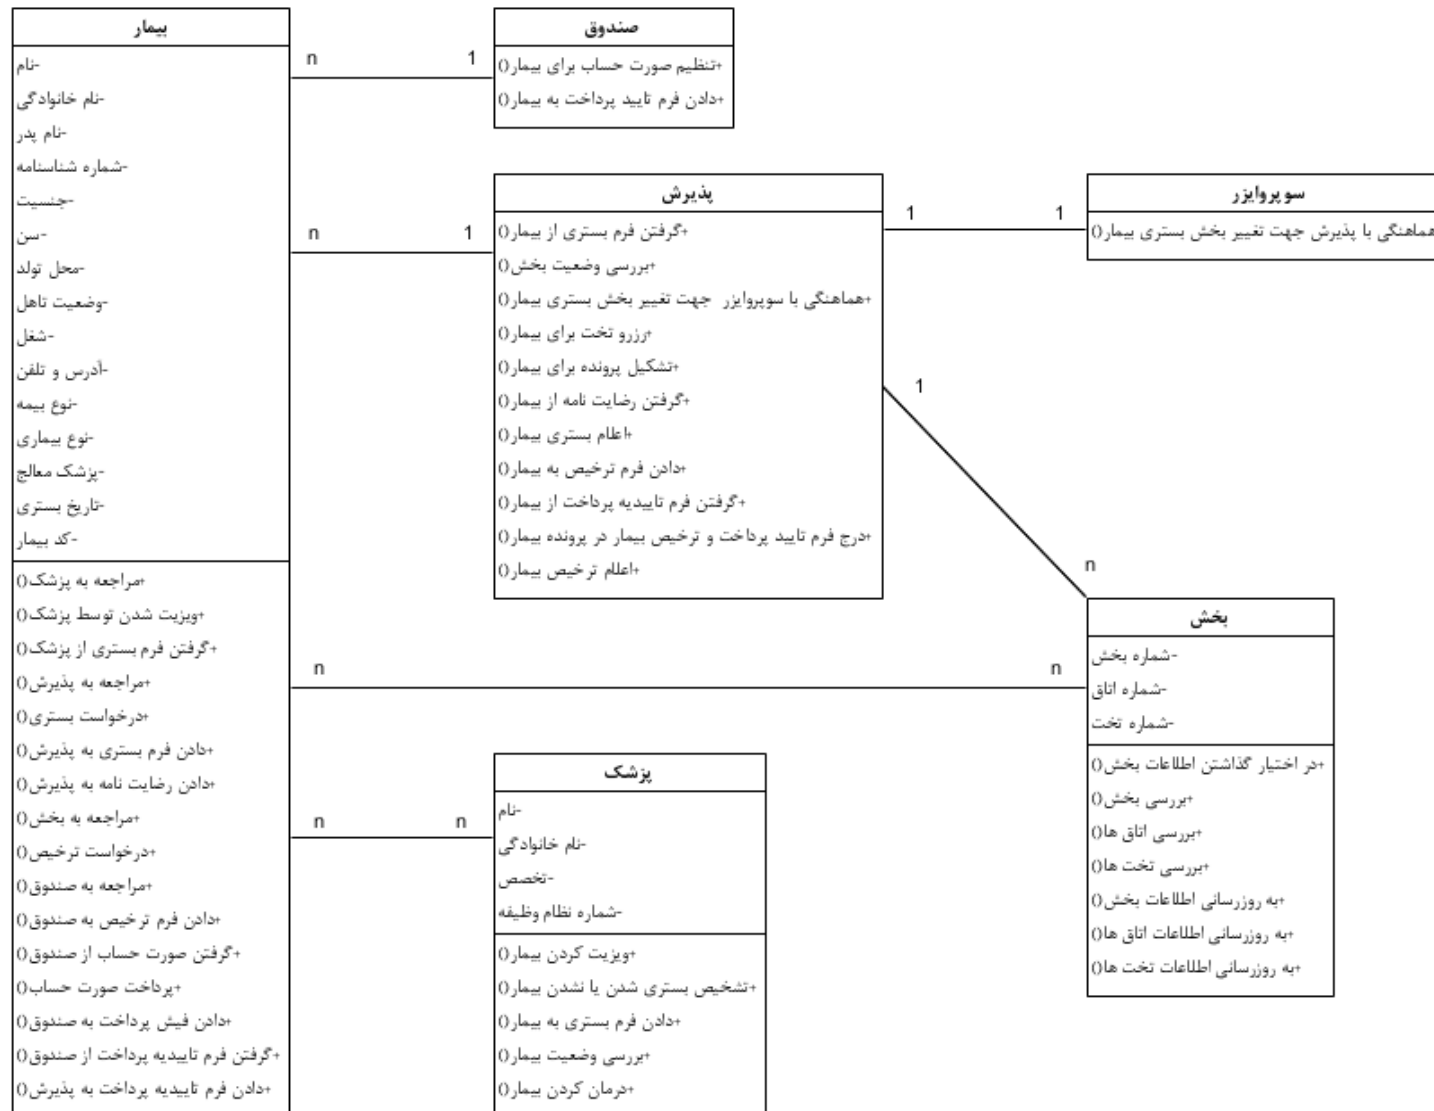 بیمار
-نام
-نام خانوادگی
-نام پدر
-شماره شناسنامه
-جنسیت
-سن
-محل تولد
-وضعیت تاهل
-شغل
-آدرس و تلفن
-نوع بیمه
-نوع بیماری
-پزشک معالج
-تاریخ بستری
-کد بیمار
+مراجعه به پزشک()
+ویزیت شدن توسط پزشک()
+گرفتن فرم بستری از پزشک()
+مراجعه به پذیرش()
+درخواست بستری()
+دادن فرم بستری به پذیرش()
+دادن رضایت نامه به پذیرش()
+مراجعه به بخش()
+درخواست ترخیص()
+مراجعه به صندوق()
+دادن فرم ترخیص به صندوق()
+گرفتن صورت حساب از صندوق()
+پرداخت صورت حساب()
+دادن فیش پرداخت به صندوق()
+گرفتن فرم تاییدیه پرداخت از صندوق()
+دادن فرم تاییدیه پرداخت به پذیرش()
n 1
صندوق
+تنظیم صورت حساب برای بیمار()
+دادن فرم تایید پرداخت به بیمار()
n 1
پذیرش
+گرفتن فرم بستری از بیمار()
+بررسی وضعیت بخش()
+هماهنگی با سوپروایزر جهت تغییر بخش بستری بیمار()
+رزرو تخت برای بیمار()
+تشکیل پرونده برای بیمار()
+گرفتن رضایت نامه از بیمار()
+اعلام بستری بیمار()
+دادن فرم ترخیص به بیمار()
+گرفتن فرم تاییدیه پرداخت از بیمار()
+درج فرم تایید پرداخت و ترخیص بیمار در پرونده بیمار()
+اعلام ترخیص بیمار()
1 1
سوپروایزر
هماهنگی با پذیرش جهت تغییر بخش بستری بیمار()
1
n
n n
بخش
-شماره بخش
-شماره اتاق
-شماره تخت
+در اختیار گذاشتن اطلاعات بخش()
+بررسی بخش()
+بررسی اتاق ها()
+بررسی تخت ها()
+به روزرسانی اطلاعات بخش()
+به روزرسانی اطلاعات اتاق ها()
+به روزرسانی اطلاعات تخت ها()
n n
پزشک
-نام
-نام خانوادگی
-تخصص
-شماره نظام وظیفه
+ویزیت کردن بیمار()
+تشخیص بستری شدن یا نشدن بیمار()
+دادن فرم بستری به بیمار()
+بررسی وضعیت بیمار()
+درمان کردن بیمار()